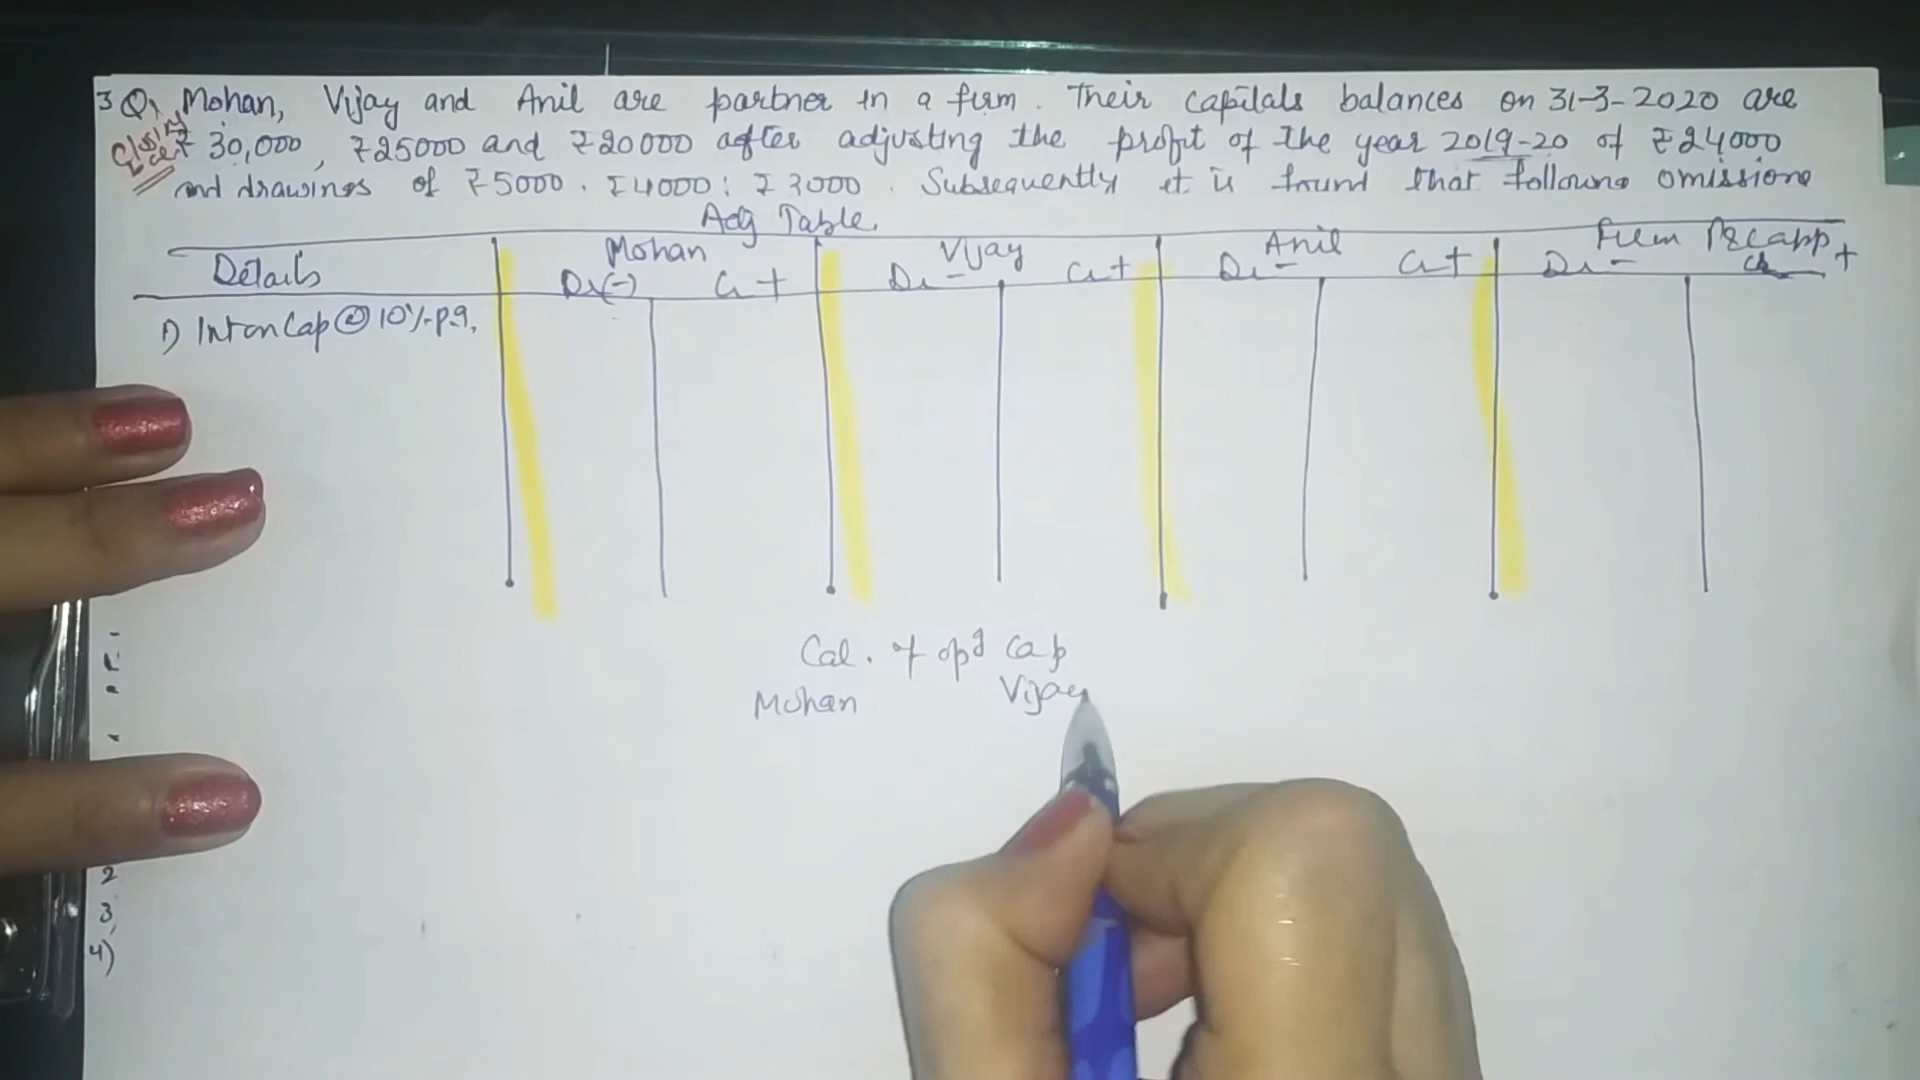 3 Q, Mohan, Vijay and Anil are partner in a firm. Their capitals balances on 31-3-2020 are
₹ 30,000, ₹25000 and ₹20000 after adjusting the profit of the year 2019-20 of ₹24000
and drawings of ₹5000, ₹4000; ₹3000. Subsequently it is found that following omissions
Adj Table
Details Mohan Vijay Anil Firm
Dr(-) Cr + Dr - Cr + Dr - Cr + Dr - Cr +
1) Int on Cap @ 10% p.a,
Cal. of opg Cap
Mohan Vijay
2
3,
4)